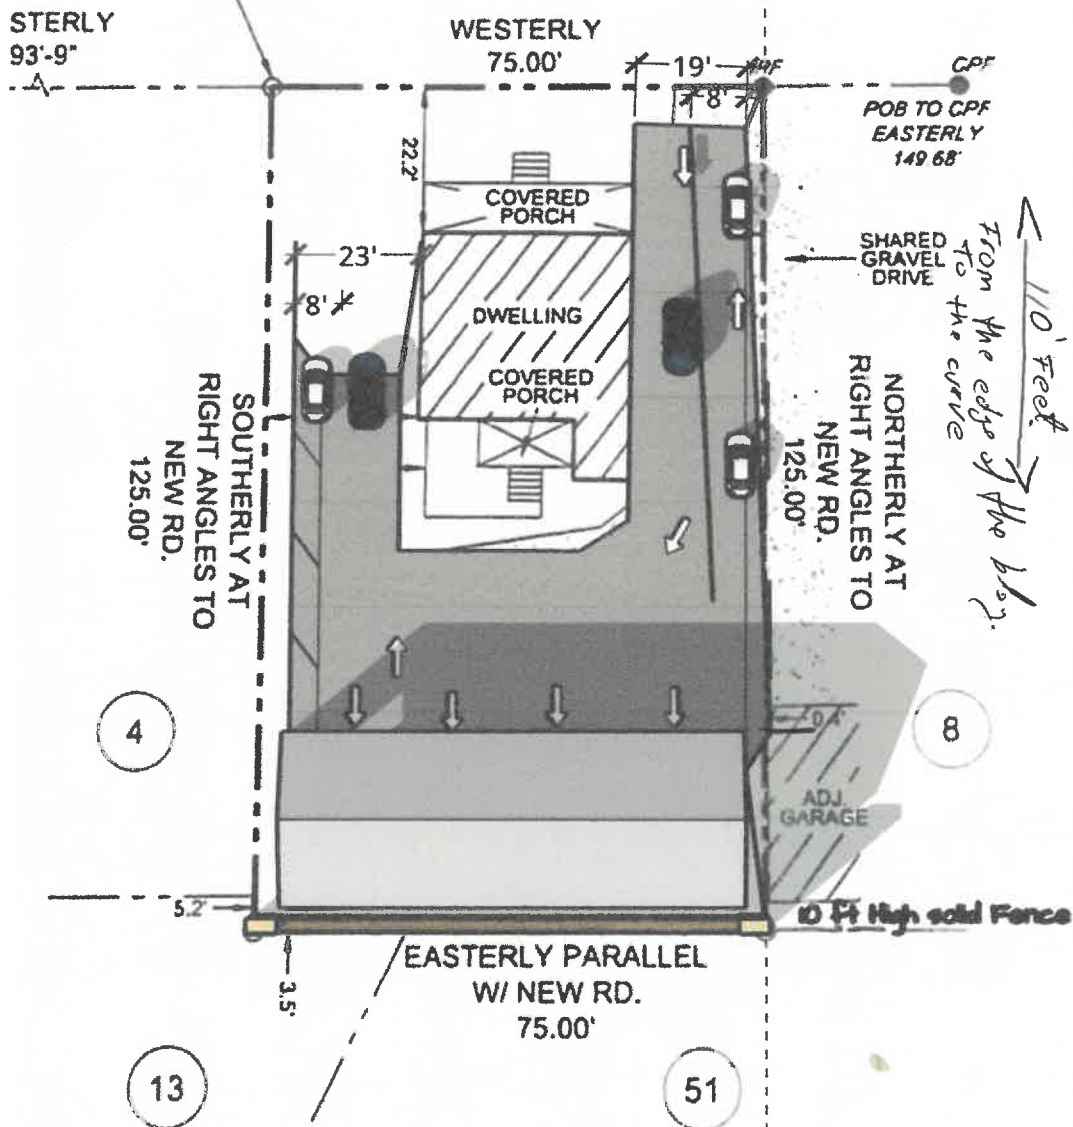 STERLY
93'-9"
WESTERLY
75.00'
19'
8'
CPF
POB TO CPF
EASTERLY
149.68'
22.2'
COVERED
PORCH
SHARED
GRAVEL
DRIVE
23'
8'
DWELLING
COVERED
PORCH
110' Feet
From the edge of the
To the curve
SOUTHERLY AT
RIGHT ANGLES TO
NEW RD.
125.00'
NORTHERLY AT
RIGHT ANGLES TO
NEW RD.
125.00'
4
0.4'
8
ADJ.
GARAGE
5.2'
10 ft High solid Fence
3.5'
EASTERLY PARALLEL
W/ NEW RD.
75.00'
13
51